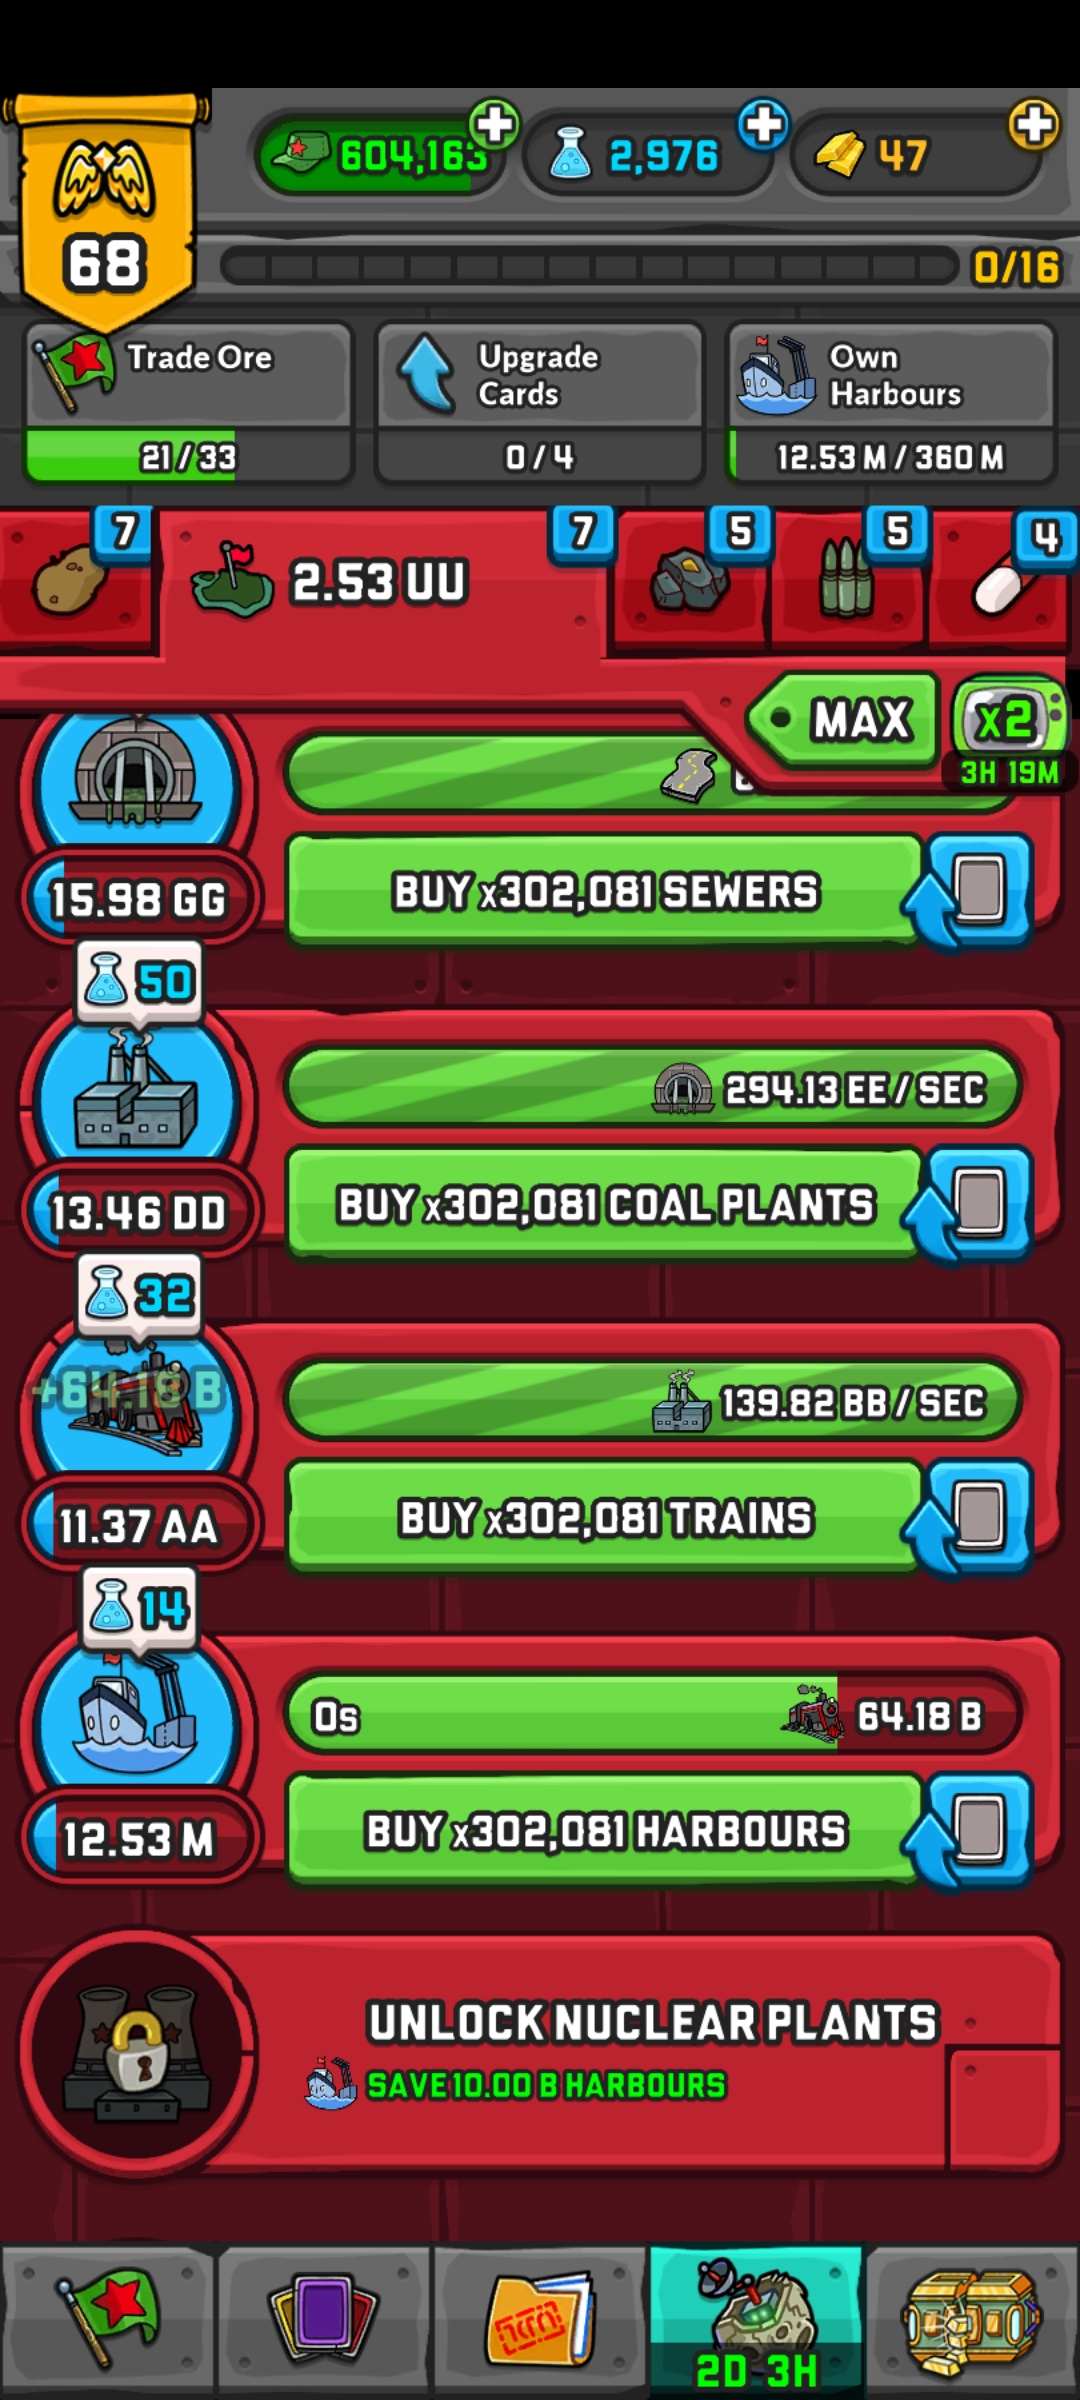 604,163
2,976
47
68
0/16
Trade Ore
21/33
Upgrade
Cards
0/4
Own
Harbours
12.53 M / 360 M
7
2.53 UU
7
5
5
4
MAX
x2
3H 19M
15.98 GG
BUY x302,081 SEWERS
50
294.13 EE / SEC
13.46 DD
BUY x302,081 COAL PLANTS
32
+64.18 B
139.82 BB / SEC
11.37 AA
BUY x302,081 TRAINS
14
0s
64.18 B
12.53 M
BUY x302,081 HARBOURS
UNLOCK NUCLEAR PLANTS
SAVE 10.00 B HARBOURS
2D 3H